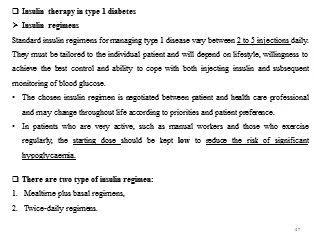 ❑ Insulin therapy in type 1 diabetes
➤ Insulin regimens
Standard insulin regimens for managing type 1 disease vary between 2 to 5 injections daily.
They must be tailored to the individual patient and will depend on lifestyle, willingness to
achieve the best control and ability to cope with both injecting insulin and subsequent
monitoring of blood glucose.
• The chosen insulin regimen is negotiated between patient and health care professional
and may change throughout life according to priorities and patient preference.
• In patients who are very active, such as manual workers and those who exercise
regularly, the starting dose should be kept low to reduce the risk of significant
hypoglycaemia.
❑ There are two type of insulin regimen:
1. Mealtime plus basal regimens,
2. Twice-daily regimens.